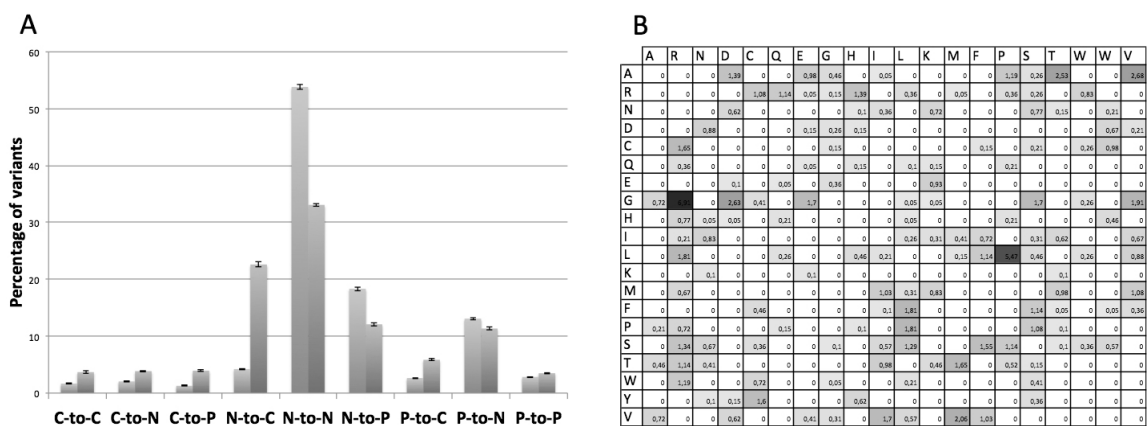 A
60
50
40
30
20
10
0
Percentage of variants
C-to-C C-to-N C-to-P N-to-C N-to-N N-to-P P-to-C P-to-N P-to-P
B
A R N D C Q E G H I L K M F P S T W W V
A 0 0 0 1,39 0 0 0,98 0,46 0 0,05 0 0 0 0 1,19 0,26 2,53 0 0 2,68
R 0 0 0 0 1,08 1,14 0,05 0,15 1,39 0 0,36 0 0,05 0 0,36 0,26 0 0,83 0 0
N 0 0 0 0,62 0 0 0 0 0,1 0,36 0 0,72 0 0 0 0,77 0,15 0 0,21 0
D 0 0 0,88 0 0 0 0,15 0,26 0,15 0 0 0 0 0 0 0 0 0 0,67 0,21
C 0 1,65 0 0 0 0 0 0,15 0 0 0 0 0 0,15 0 0,21 0 0,26 0,98 0
Q 0 0,36 0 0 0 0 0,05 0 0,15 0 0,1 0,15 0 0 0,21 0 0 0 0 0
E 0 0 0 0,1 0 0,05 0 0,36 0 0 0 0,93 0 0 0 0 0 0 0 0
G 0,72 0 2,63 0,41 0 1,7 0 0 0 0,05 0,05 0 0 0 1,7 0 0,26 0 1,91
H 0 0,77 0,05 0,05 0 0,21 0 0 0 0 0,05 0 0 0 0,21 0 0 0 0,46 0
I 0 0,21 0,83 0 0 0 0 0 0 0 0,26 0,31 0,41 0,72 0 0,31 0,62 0 0 0,67
L 0 1,81 0 0 0 0,26 0 0 0,46 0,21 0 0 0,15 1,14 5,47 0,46 0 0,26 0 0,88
K 0 0 0,1 0 0 0 0,1 0 0 0 0 0 0 0 0 0 0,1 0 0 0
M 0 0,67 0 0 0 0 0 0 0 1,03 0,31 0,83 0 0 0 0 0,98 0 0 1,08
F 0 0 0 0 0,46 0 0 0 0 0,1 1,81 0 0 0 0 1,14 0,05 0 0,05 0,36
P 0,21 0,72 0 0 0 0,15 0 0 0,1 0 1,81 0 0 0 0 1,08 0,1 0 0 0
S 0 1,34 0,67 0 0,36 0 0 0,1 0 0,57 1,29 0 0 1,55 1,14 0 0,1 0,36 0,57 0
T 0,46 1,14 0,41 0 0 0 0 0 0 0,98 0 0,46 1,65 0 0,52 0,15 0 0 0 0
W 0 1,19 0 0 0,72 0 0 0,05 0 0 0,21 0 0 0 0 0,41 0 0 0 0
Y 0 0 0,1 0,15 1,6 0 0 0 0,62 0 0 0 0 0 0 0,36 0 0 0 0
V 0,72 0 0 0,62 0 0 0,41 0,31 0 1,7 0,57 0 2,06 1,03 0 0 0 0 0 0